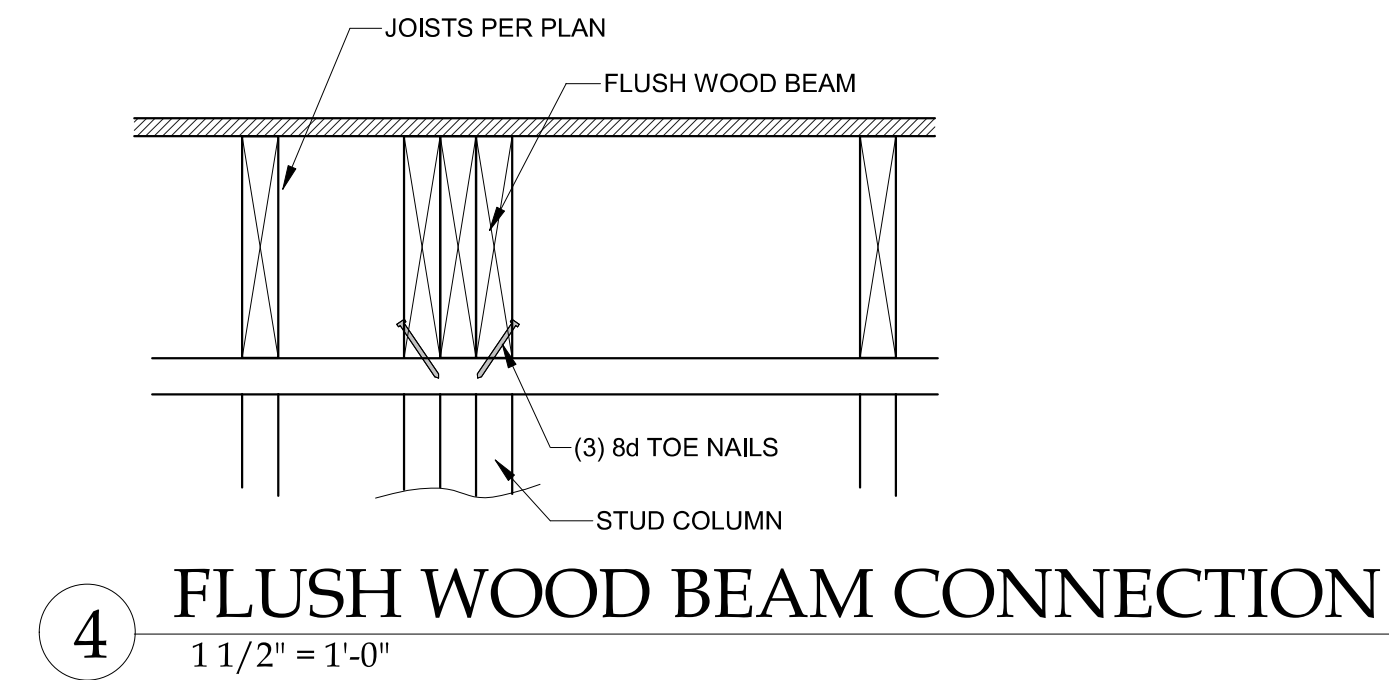 JOISTS PER PLAN
FLUSH WOOD BEAM
(3) 8d TOE NAILS
STUD COLUMN
4
FLUSH WOOD BEAM CONNECTION
1 1/2" = 1'-0"